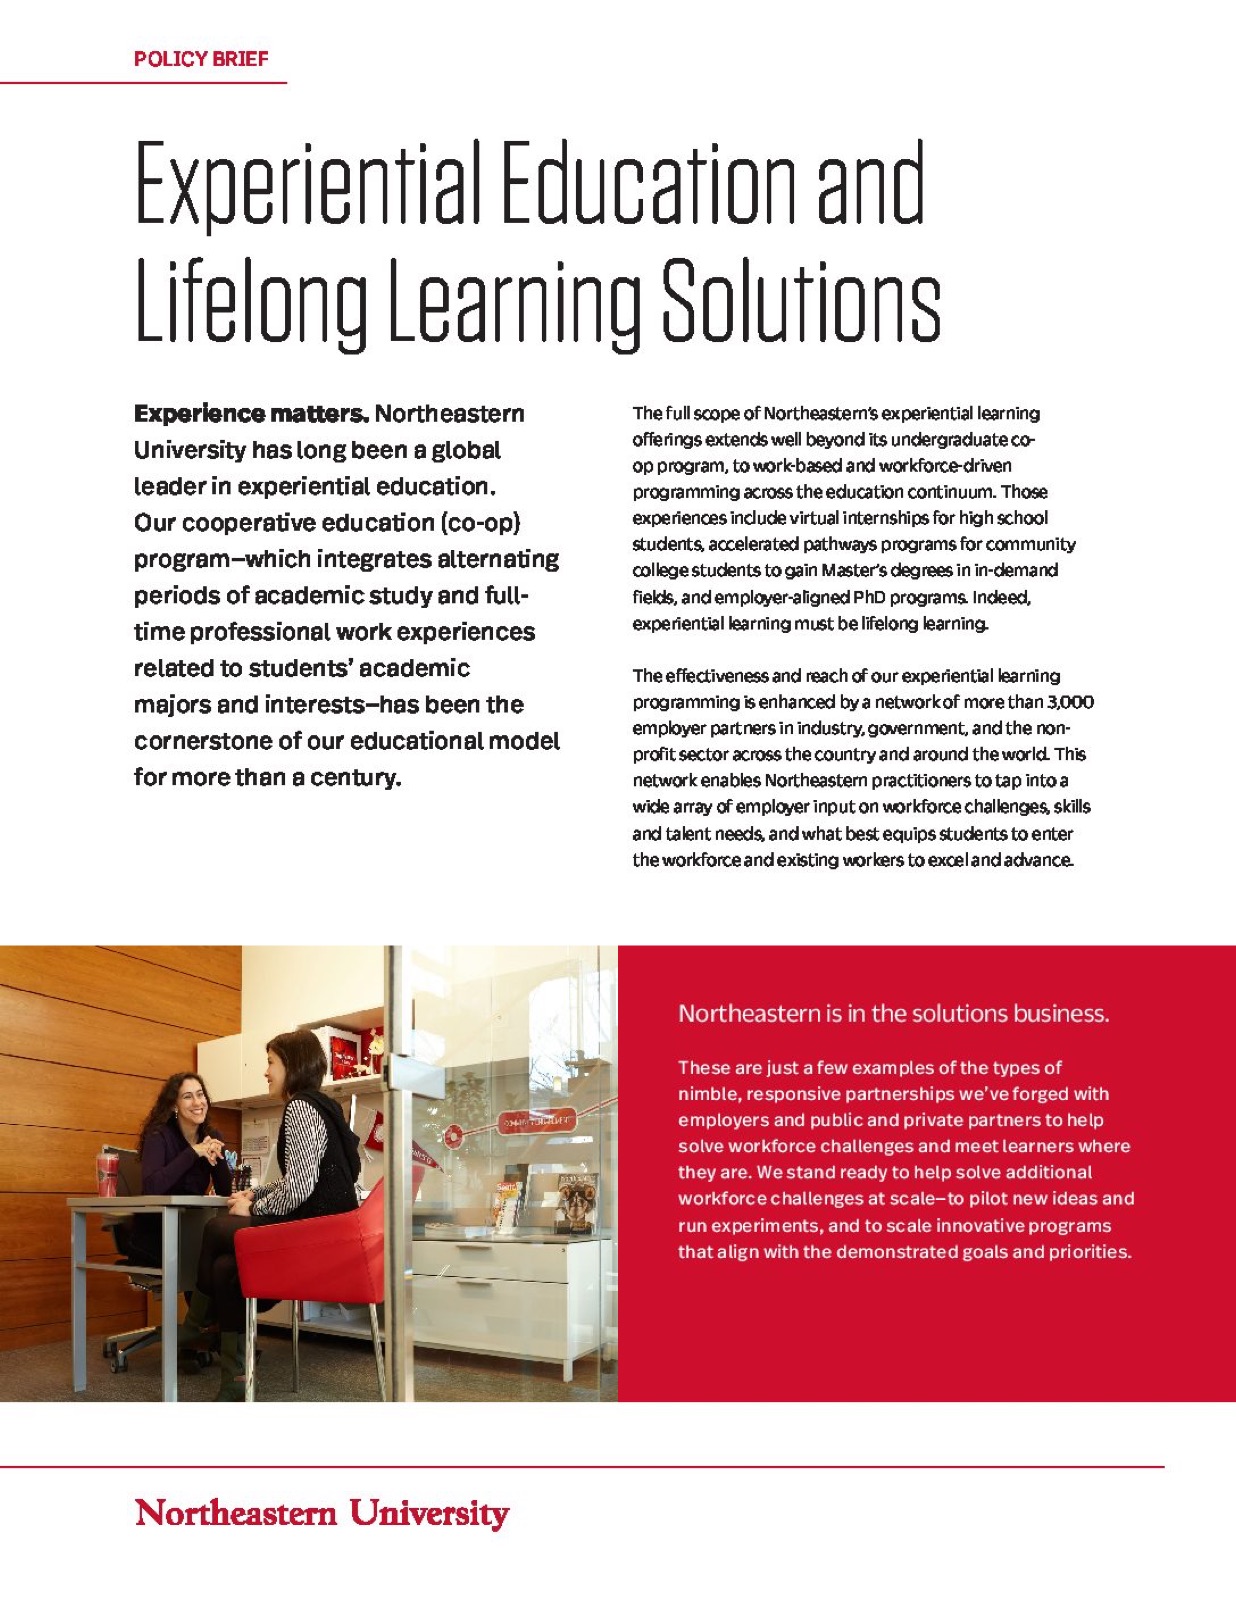 POLICY BRIEF
Experiential Education and
Lifelong Learning Solutions
Experience matters. Northeastern
University has long been a global
leader in experiential education.
Our cooperative education (co-op)
program—which integrates alternating
periods of academic study and full-
time professional work experiences
related to students’ academic
majors and interests—has been the
cornerstone of our educational model
for more than a century.
The full scope of Northeastern’s experiential learning
offerings extends well beyond its undergraduate co-
op program, to work-based and workforce-driven
programming across the education continuum. Those
experiences include virtual internships for high school
students, accelerated pathways programs for community
college students to gain Master’s degrees in in-demand
fields, and employer-aligned PhD programs. Indeed,
experiential learning must be lifelong learning.
The effectiveness and reach of our experiential learning
programming is enhanced by a network of more than 3,000
employer partners in industry, government, and the non-
profit sector across the country and around the world. This
network enables Northeastern practitioners to tap into a
wide array of employer input on workforce challenges, skills
and talent needs, and what best equips students to enter
the workforce and existing workers to excel and advance.
Northeastern is in the solutions business.
These are just a few examples of the types of
nimble, responsive partnerships we’ve forged with
employers and public and private partners to help
solve workforce challenges and meet learners where
they are. We stand ready to help solve additional
workforce challenges at scale—to pilot new ideas and
run experiments, and to scale innovative programs
that align with the demonstrated goals and priorities.
Northeastern University